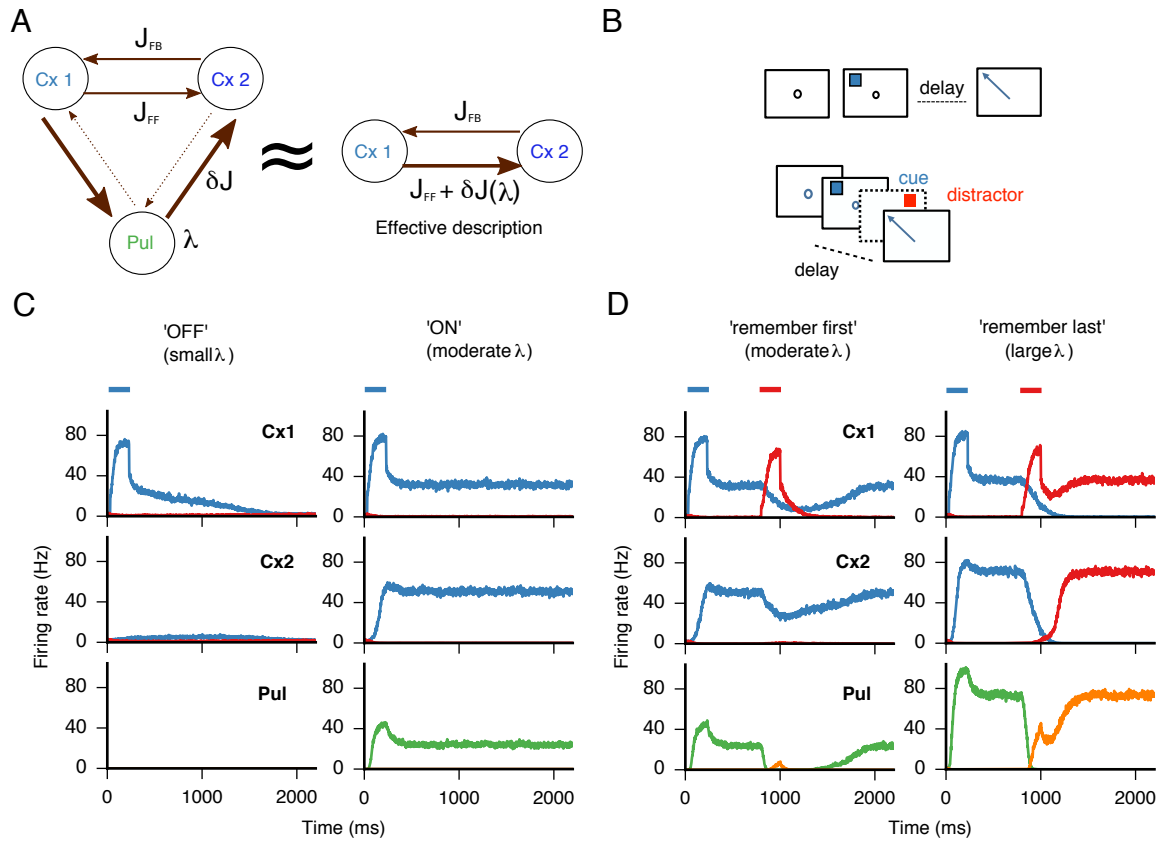 A
J_FB
Cx 1
Cx 2
J_FF
δJ
Pul
λ
≈
J_FB
Cx 1
Cx 2
J_FF + δJ(λ)
Effective description
B
delay
cue
distractor
delay
C
'OFF'
(small λ)
'ON'
(moderate λ)
Cx1
80
40
0
80
40
0
Cx2
80
40
0
80
40
0
Pul
80
40
0
80
40
0
Firing rate (Hz)
0 1000 2000
0 1000 2000
Time (ms)
D
'remember first'
(moderate λ)
'remember last'
(large λ)
Cx1
80
40
0
80
40
0
Cx2
80
40
0
80
40
0
Pul
80
40
0
80
40
0
Firing rate (Hz)
0 1000 2000
0 1000 2000
Time (ms)